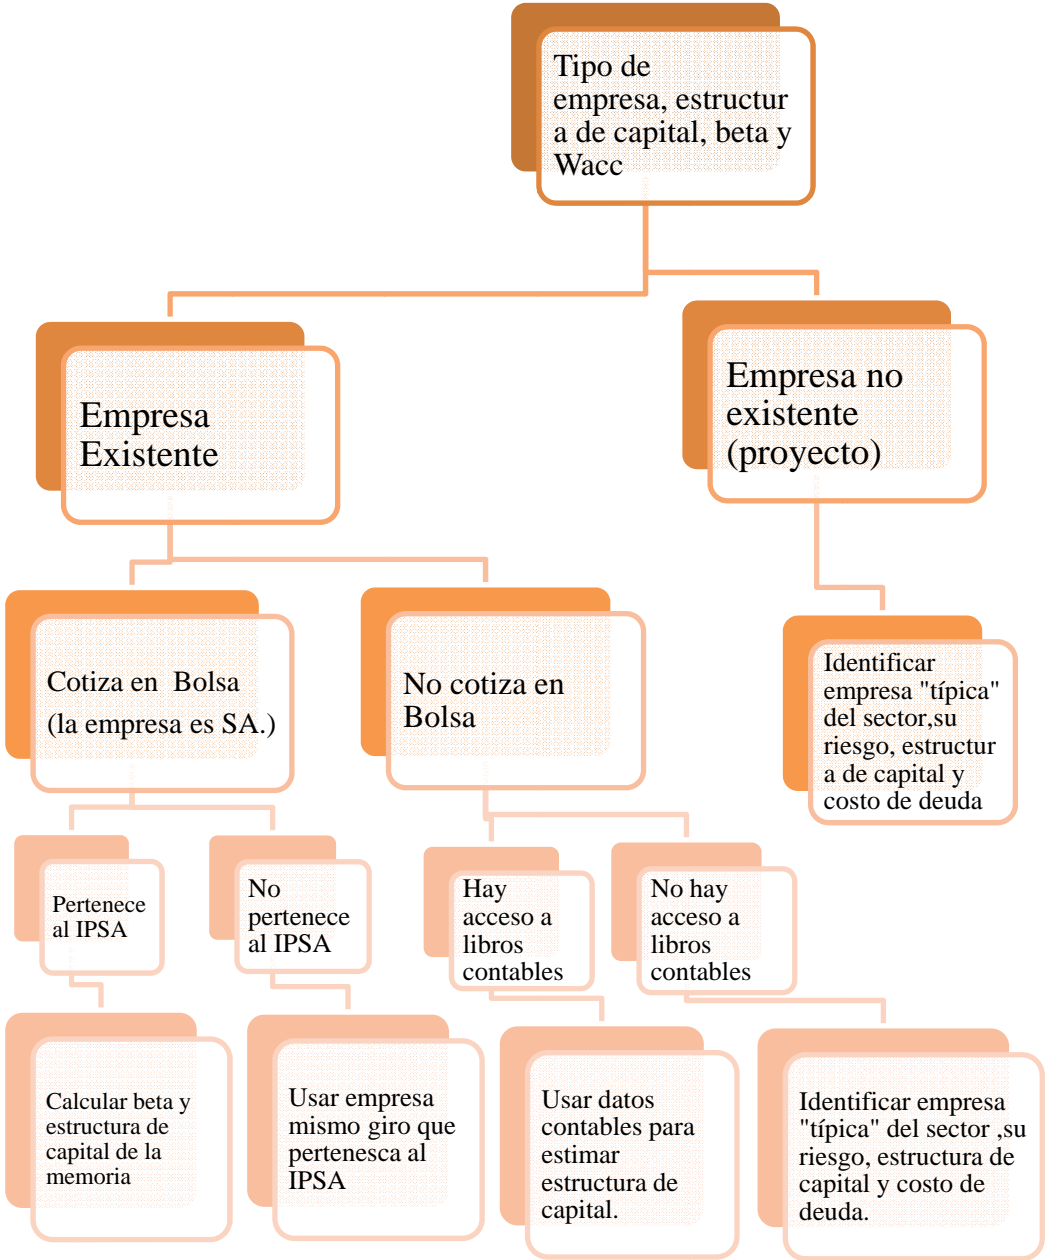 Tipo de
empresa, estructur
a de capital, beta y
Wacc
Empresa
Existente
Empresa no
existente
(proyecto)
Cotiza en Bolsa
(la empresa es SA.)
No cotiza en
Bolsa
Identificar
empresa "típica"
del sector,su
riesgo, estructur
a de capital y
costo de deuda
Pertenece
al IPSA
No
pertenece
al IPSA
Hay
acceso a
libros
contables
No hay
acceso a
libros
contables
Calcular beta y
estructura de
capital de la
memoria
Usar empresa
mismo giro que
pertenesca al
IPSA
Usar datos
contables para
estimar
estructura de
capital.
Identificar empresa
"típica" del sector ,su
riesgo, estructura de
capital y costo de
deuda.